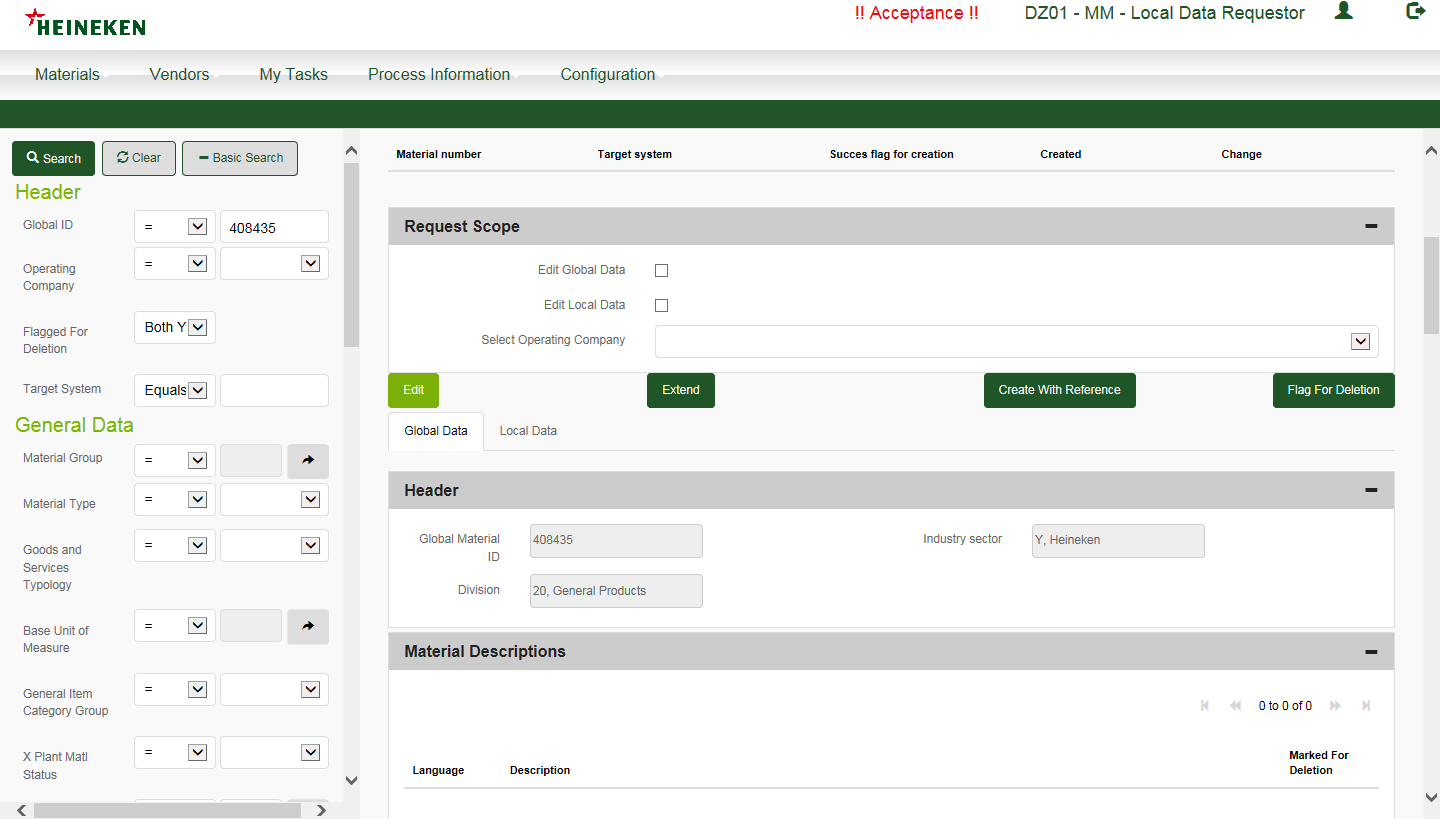 HEINEKEN
!! Acceptance !!
DZ01 - MM - Local Data Requestor
Materials
Vendors
My Tasks
Process Information
Configuration
Search
Clear
Basic Search
Header
Global ID
=
408435
Operating
Company
=
Flagged For
Deletion
Both Y
Target System
Equals
General Data
Material Group
=
Material Type
=
Goods and
Services
Typology
=
Base Unit of
Measure
=
General Item
Category Group
=
X Plant Matl
Status
=
Material number
Target system
Succes flag for creation
Created
Change
Request Scope
Edit Global Data
Edit Local Data
Select Operating Company
Edit
Extend
Create With Reference
Flag For Deletion
Global Data
Local Data
Header
Global Material
ID
408435
Industry sector
Y, Heineken
Division
20, General Products
Material Descriptions
0 to 0 of 0
Language
Description
Marked For
Deletion